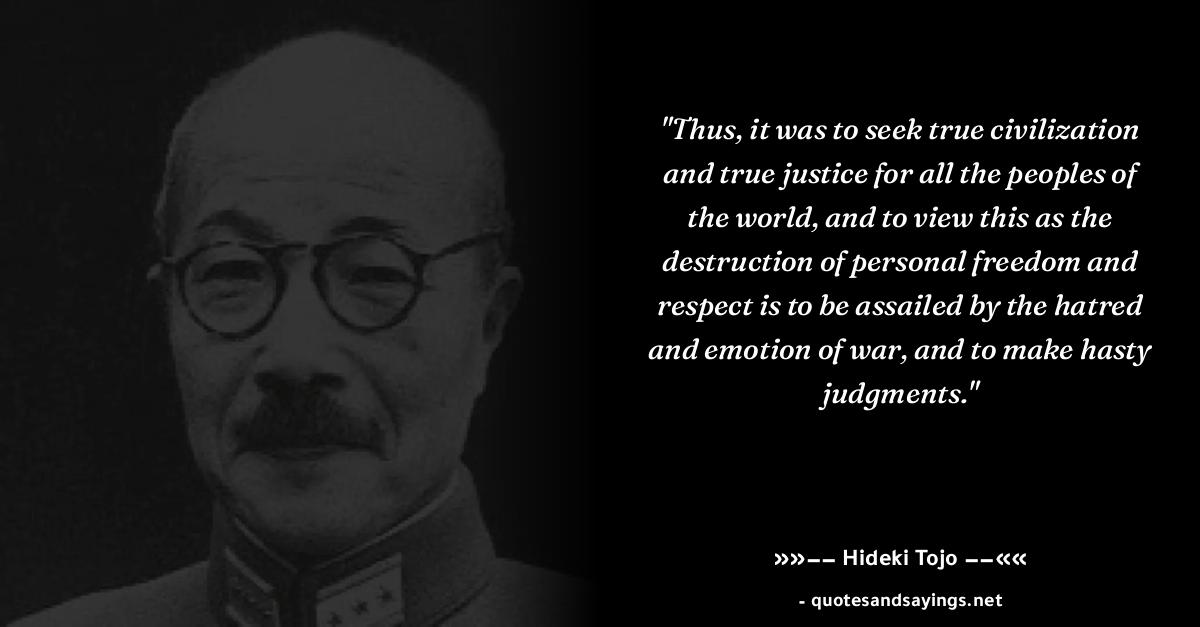 "Thus, it was to seek true civilization
and true justice for all the peoples of
the world, and to view this as the
destruction of personal freedom and
respect is to be assailed by the hatred
and emotion of war, and to make hasty
judgments."
»»–– Hideki Tojo ––««
- quotesandsayings.net